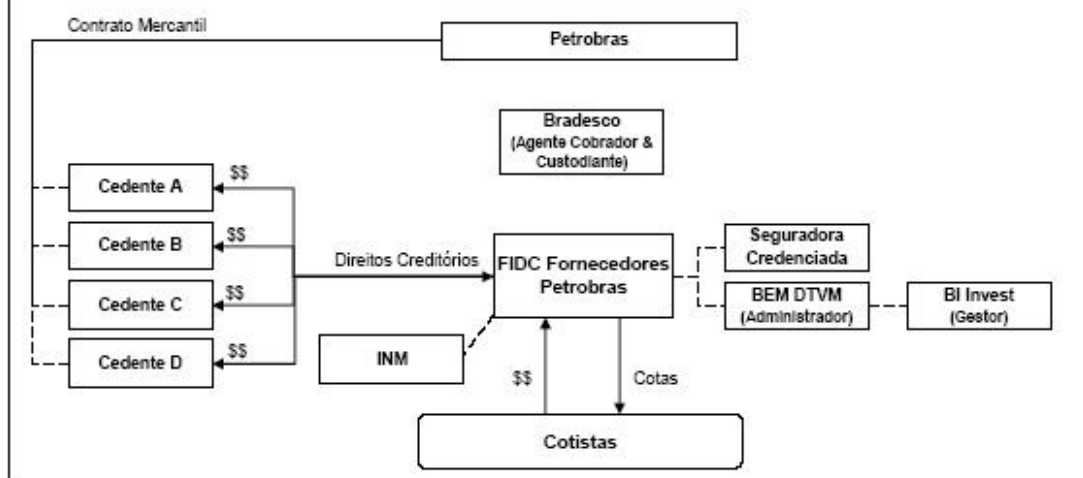 Contrato Mercantil
Petrobras
Bradesco
(Agente Cobrador &
Custodiante)
Cedente A
$$
Cedente B
$$
Cedente C
$$
Cedente D
$$
Direitos Creditórios
FIDC Fornecedores
Petrobras
Seguradora
Credenciada
BEM DTVM
(Administrador)
BI Invest
(Gestor)
INM
$$
Cotas
Cotistas